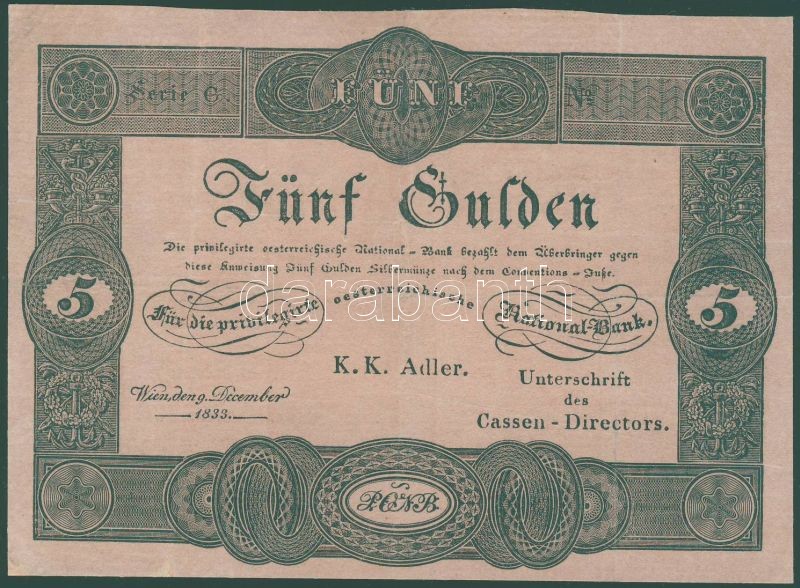 Serie C. FÜNF No
Fünf Gulden
Die privilegirte oesterreichische National-Bank bezahlt dem Überbringer gegen
diese Anweisung Fünf Gulden Silbermünze nach dem Conventions-Fuße.
5 5
Für die privilegirte oesterreichische National-Bank.
K. K. Adler.
Wien, den 9. December
1833.
Unterschrift
des
Cassen-Directors.
P.Ö.N.B.
darabanth